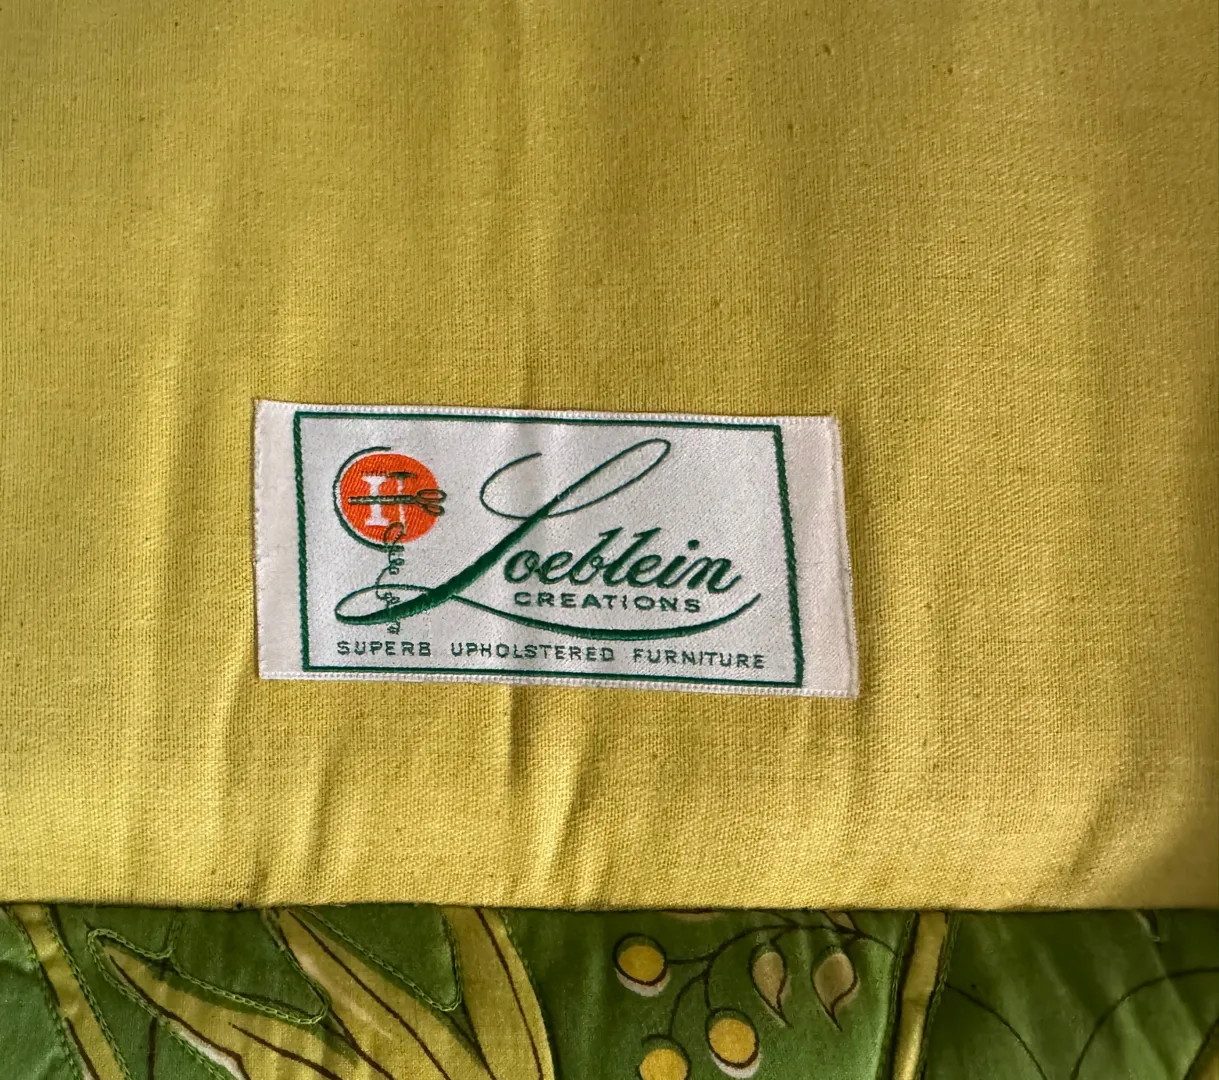 H
Loeblein
CREATIONS
SUPERB UPHOLSTERED FURNITURE